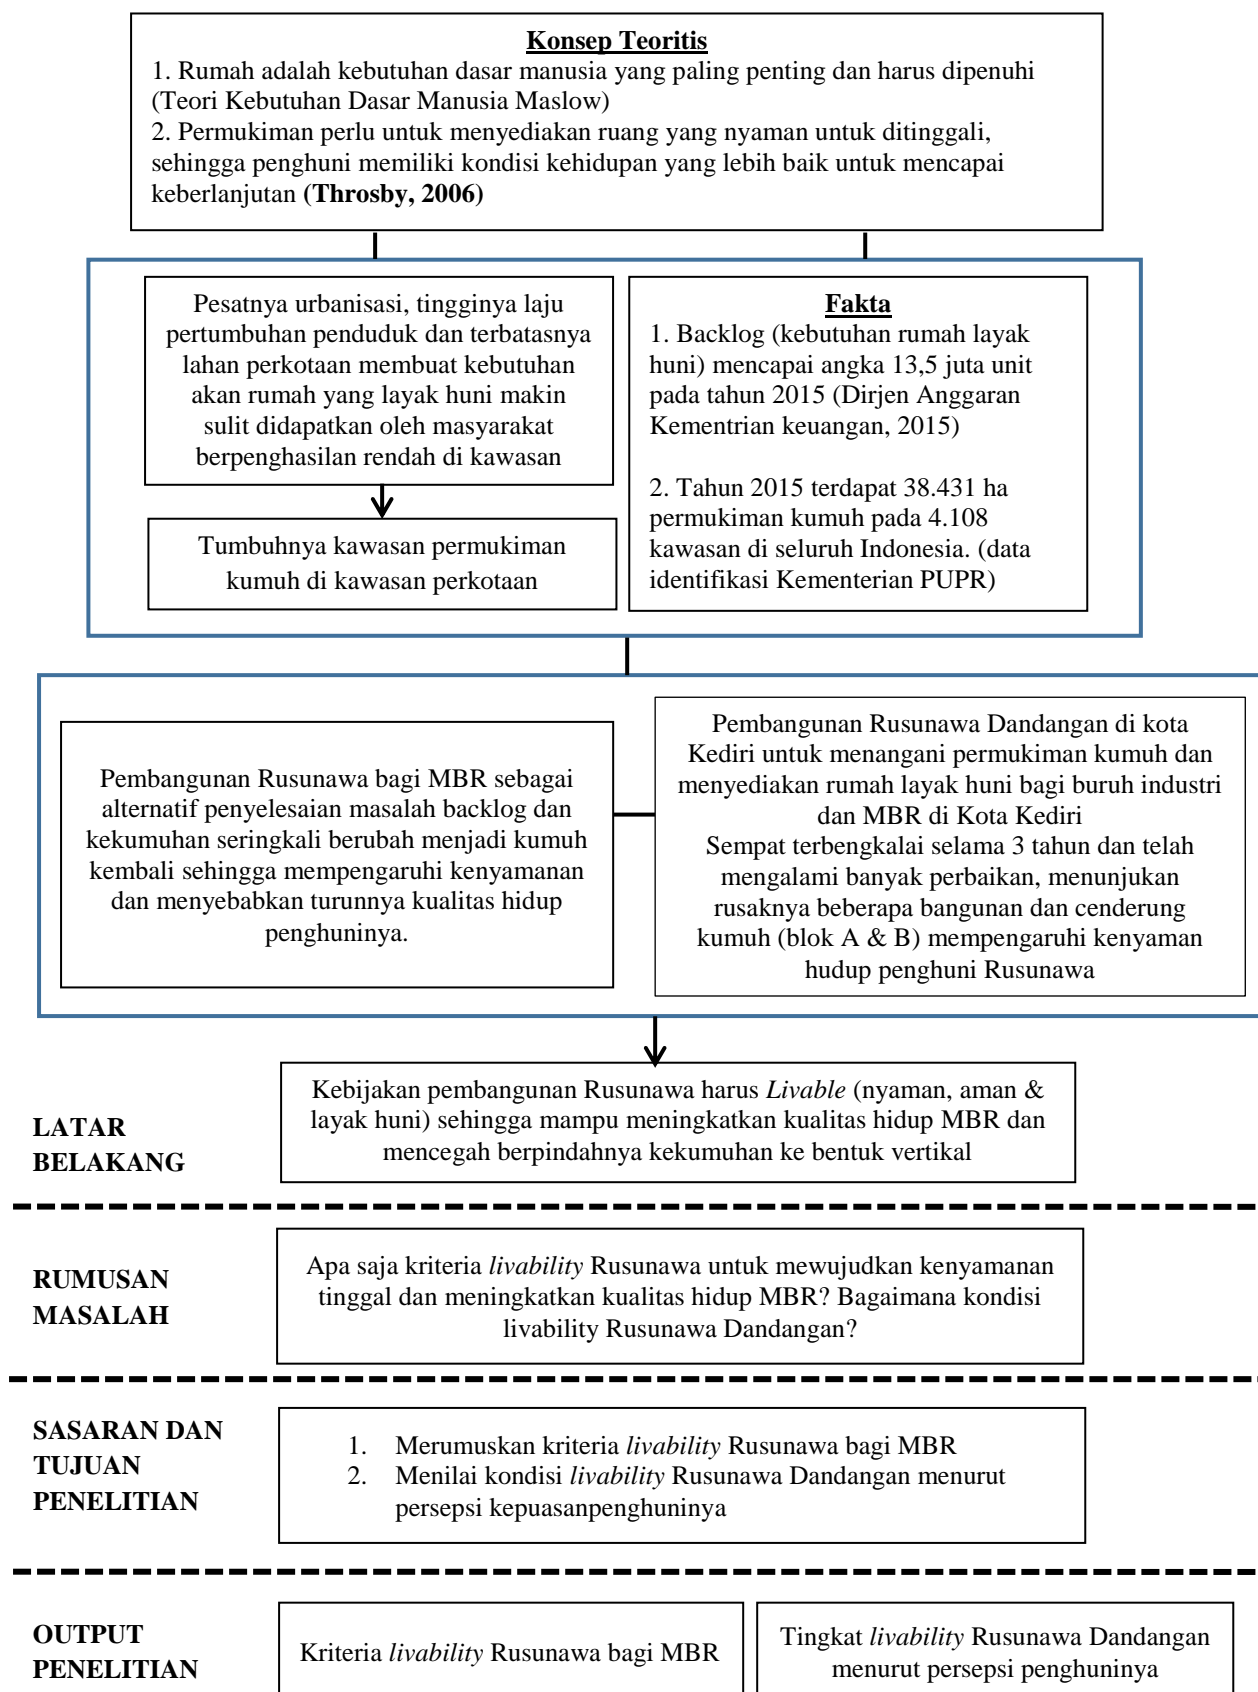 Konsep Teoritis
1. Rumah adalah kebutuhan dasar manusia yang paling penting dan harus dipenuhi
(Teori Kebutuhan Dasar Manusia Maslow)
2. Permukiman perlu untuk menyediakan ruang yang nyaman untuk ditinggali,
sehingga penghuni memiliki kondisi kehidupan yang lebih baik untuk mencapai
keberlanjutan (Throsby, 2006)
Pesatnya urbanisasi, tingginya laju
pertumbuhan penduduk dan terbatasnya
lahan perkotaan membuat kebutuhan
akan rumah yang layak huni makin
sulit didapatkan oleh masyarakat
berpenghasilan rendah di kawasan
Tumbuhnya kawasan permukiman
kumuh di kawasan perkotaan
Fakta
1. Backlog (kebutuhan rumah layak
huni) mencapai angka 13,5 juta unit
pada tahun 2015 (Dirjen Anggaran
Kementrian keuangan, 2015)
2. Tahun 2015 terdapat 38.431 ha
permukiman kumuh pada 4.108
kawasan di seluruh Indonesia. (data
identifikasi Kementerian PUPR)
Pembangunan Rusunawa bagi MBR sebagai
alternatif penyelesaian masalah backlog dan
kekumuhan seringkali berubah menjadi kumuh
kembali sehingga mempengaruhi kenyamanan
dan menyebabkan turunnya kualitas hidup
penghuninya.
Pembangunan Rusunawa Dandangan di kota
Kediri untuk menangani permukiman kumuh dan
menyediakan rumah layak huni bagi buruh industri
dan MBR di Kota Kediri
Sempat terbengkalai selama 3 tahun dan telah
mengalami banyak perbaikan, menunjukan
rusaknya beberapa bangunan dan cenderung
kumuh (blok A & B) mempengaruhi kenyaman
hudup penghuni Rusunawa
LATAR
BELAKANG
Kebijakan pembangunan Rusunawa harus Livable (nyaman, aman &
layak huni) sehingga mampu meningkatkan kualitas hidup MBR dan
mencegah berpindahnya kekumuhan ke bentuk vertikal
RUMUSAN
MASALAH
Apa saja kriteria livability Rusunawa untuk mewujudkan kenyamanan
tinggal dan meningkatkan kualitas hidup MBR? Bagaimana kondisi
livability Rusunawa Dandangan?
SASARAN DAN
TUJUAN
PENELITIAN
1. Merumuskan kriteria livability Rusunawa bagi MBR
2. Menilai kondisi livability Rusunawa Dandangan menurut
persepsi kepuasanpenghuninya
OUTPUT
PENELITIAN
Kriteria livability Rusunawa bagi MBR
Tingkat livability Rusunawa Dandangan
menurut persepsi penghuninya